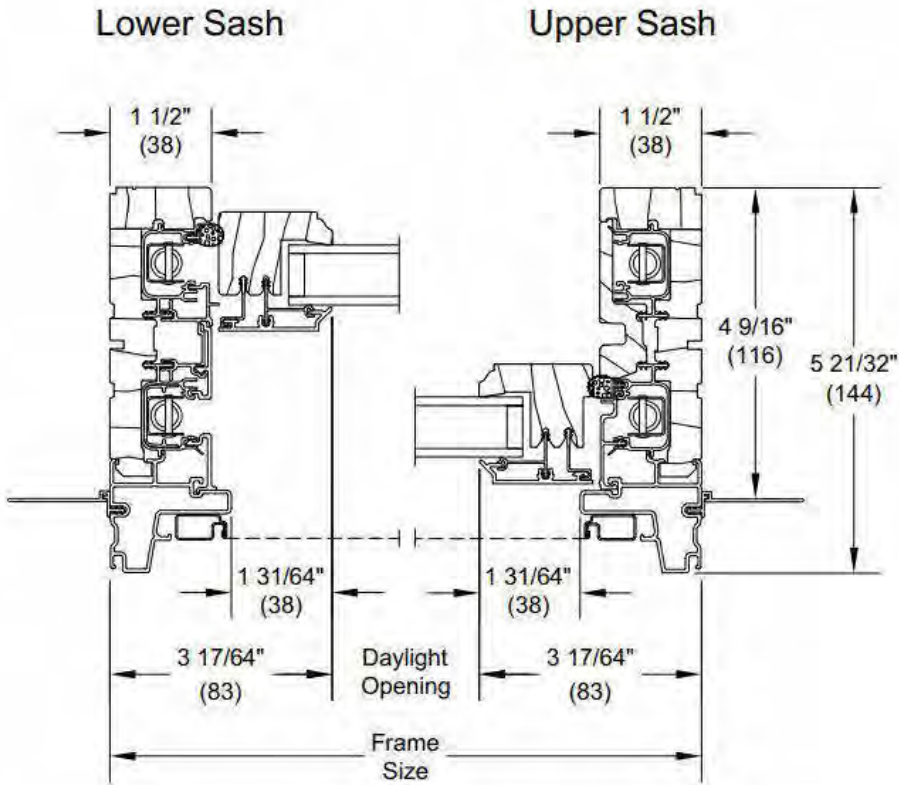 Lower Sash
Upper Sash
1 1/2"
(38)
1 1/2"
(38)
4 9/16"
(116)
5 21/32"
(144)
1 31/64"
(38)
1 31/64"
(38)
3 17/64"
(83)
Daylight
Opening
3 17/64"
(83)
Frame
Size